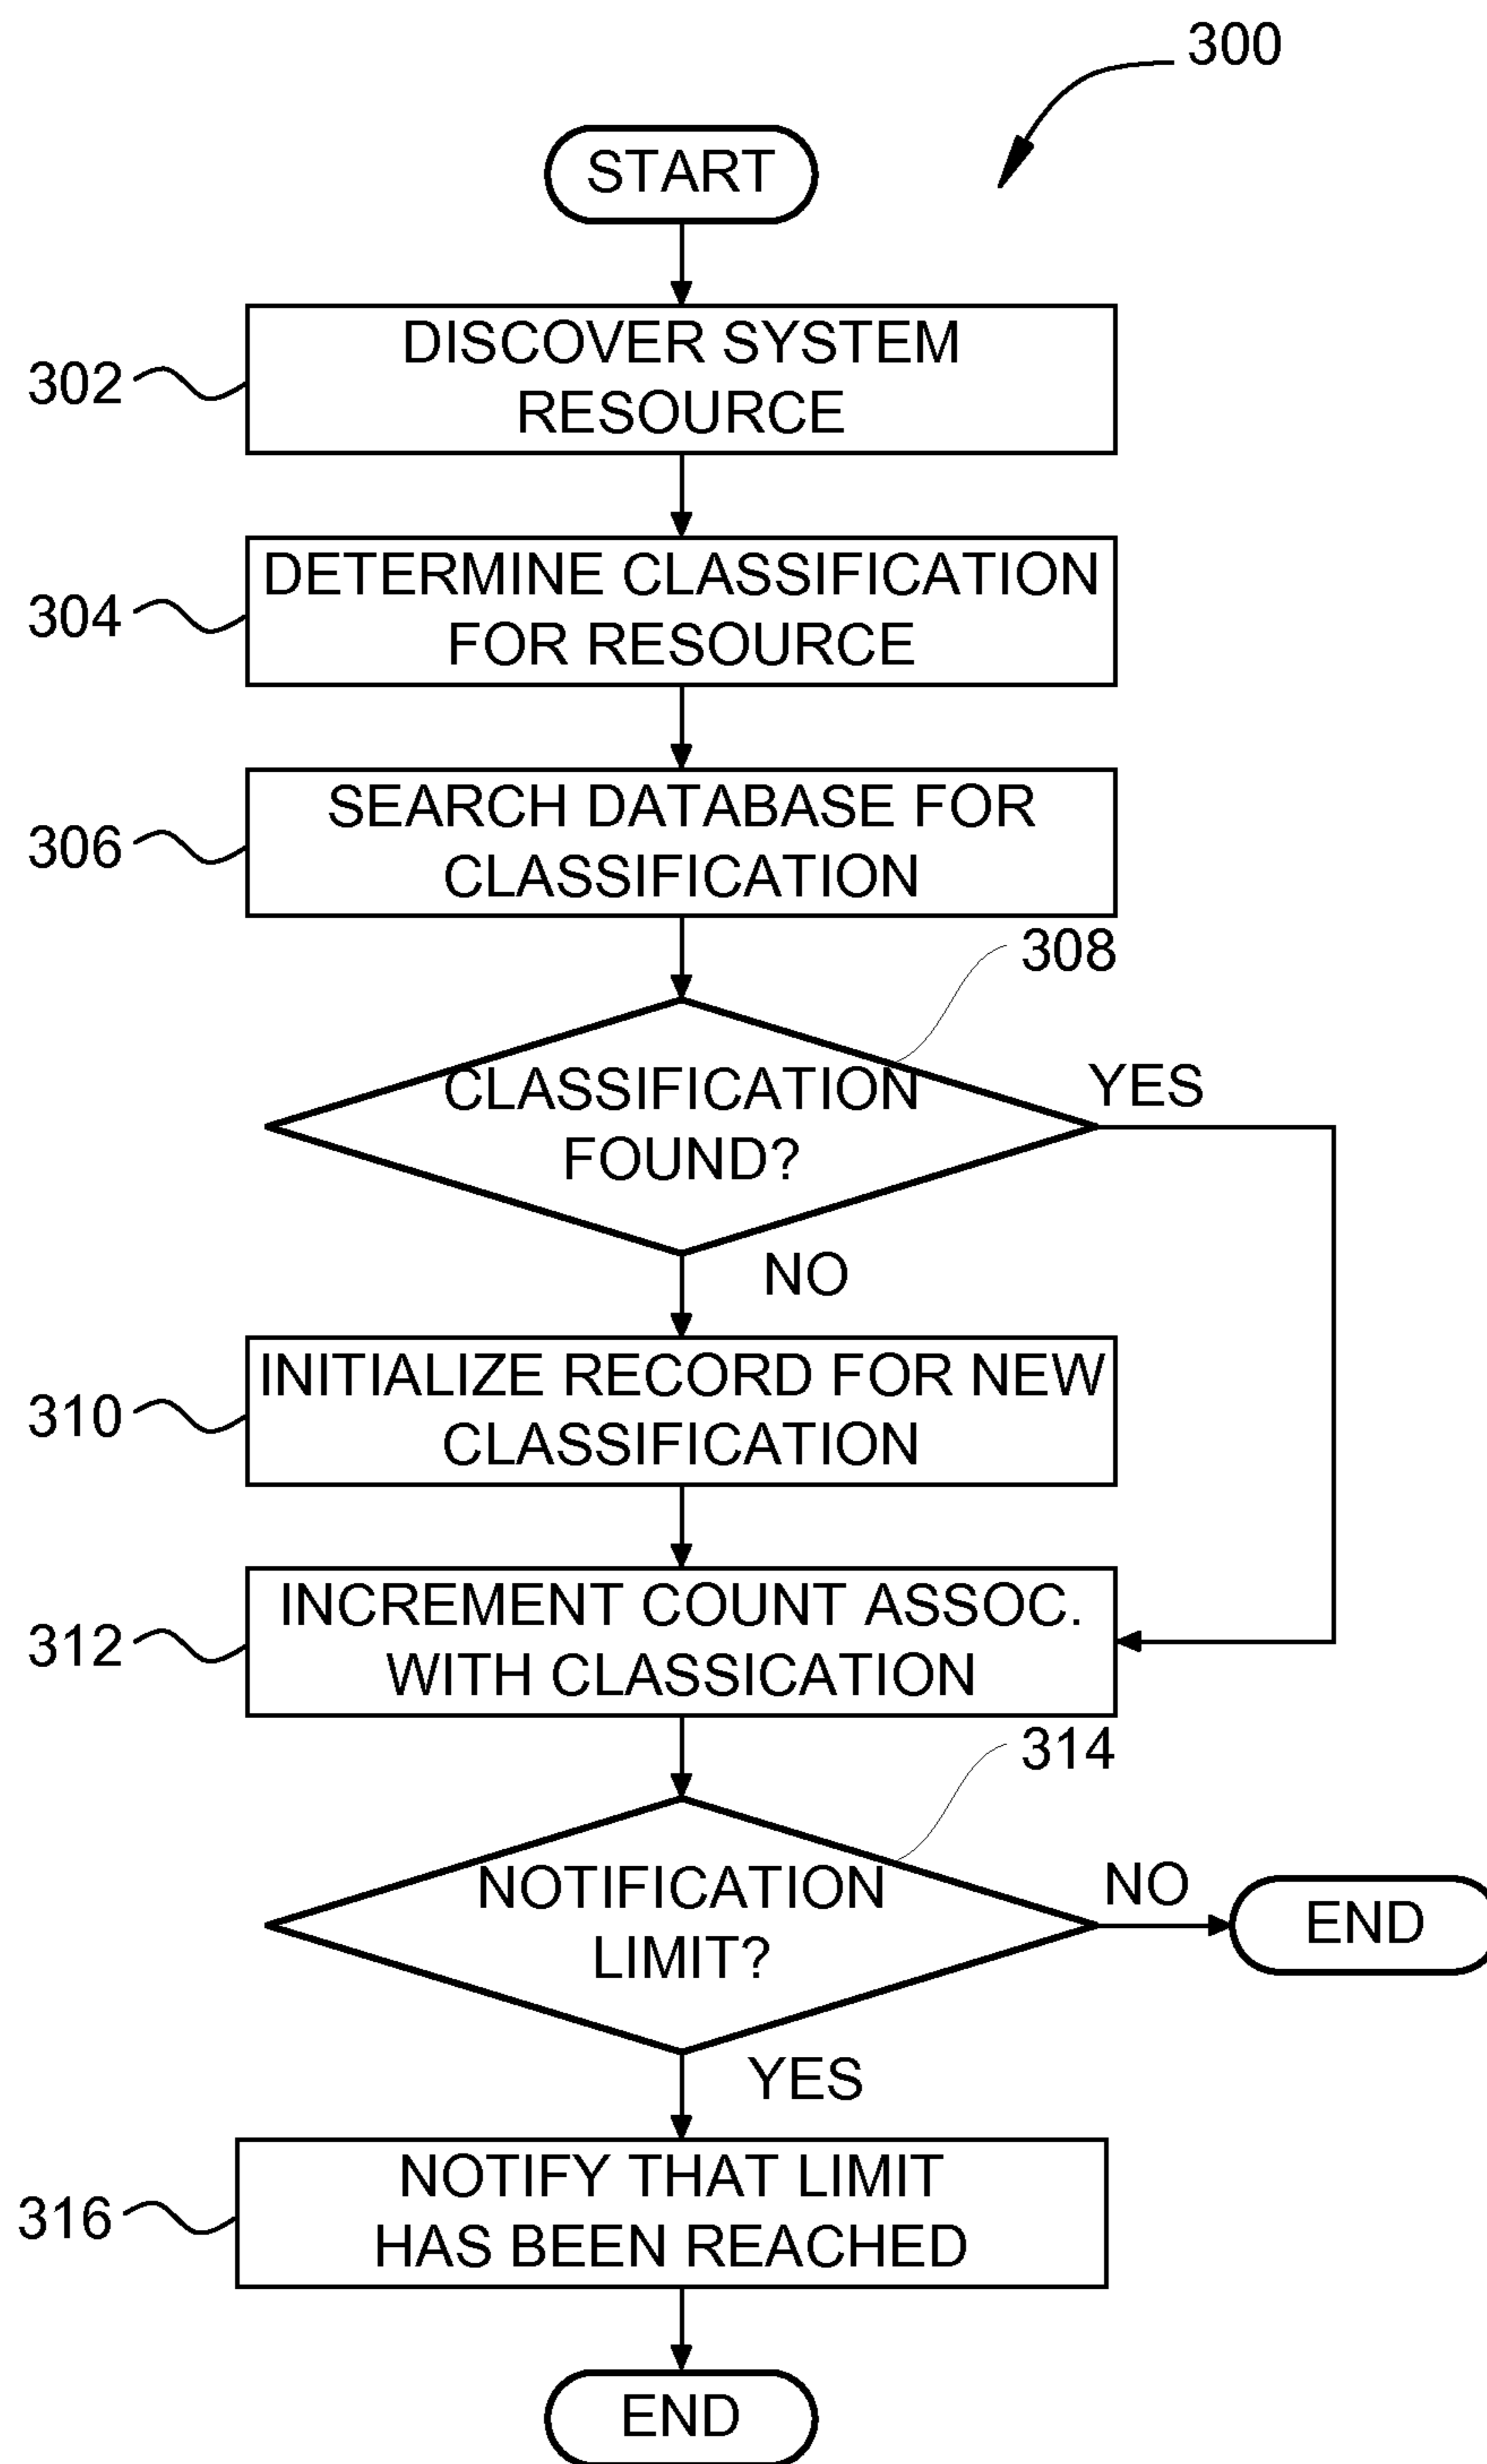 300
START
DISCOVER SYSTEM
RESOURCE
302
DETERMINE CLASSIFICATION
FOR RESOURCE
304
SEARCH DATABASE FOR
CLASSIFICATION
306
308
CLASSIFICATION
FOUND?
YES
NO
INITIALIZE RECORD FOR NEW
CLASSIFICATION
310
INCREMENT COUNT ASSOC.
WITH CLASSICATION
312
314
NOTIFICATION
LIMIT?
NO
END
YES
NOTIFY THAT LIMIT
HAS BEEN REACHED
316
END